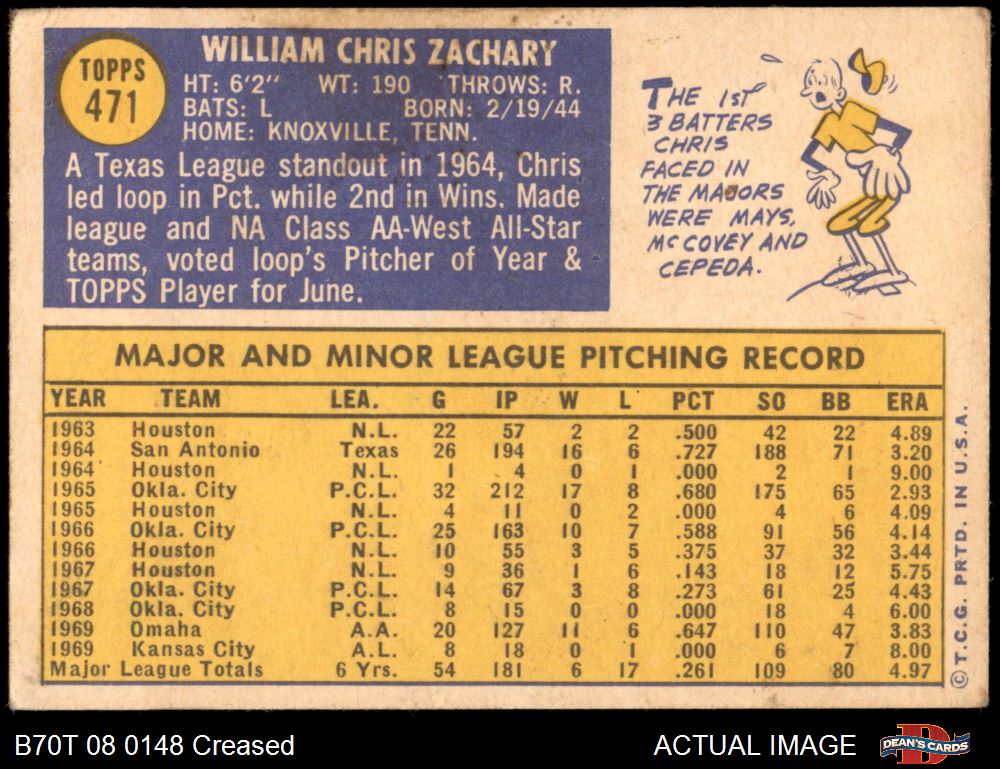 TOPPS
471
WILLIAM CHRIS ZACHARY
HT: 6'2" WT: 190 THROWS: R.
BATS: L BORN: 2/19/44
HOME: KNOXVILLE, TENN.
A Texas League standout in 1964, Chris
led loop in Pct. while 2nd in Wins. Made
league and NA Class AA-West All-Star
teams, voted loop's Pitcher of Year &
TOPPS Player for June.
THE 1ST
3 BATTERS
CHRIS
FACED IN
THE MAJORS
WERE MAYS,
McCOVEY AND
CEPEDA.
MAJOR AND MINOR LEAGUE PITCHING RECORD
YEAR TEAM LEA. G IP W L PCT SO BB ERA
1963 Houston N.L. 22 57 2 2 .500 42 22 4.89
1964 San Antonio Texas 26 194 16 6 .727 188 71 3.20
1964 Houston N.L. 1 4 0 1 .000 2 1 9.00
1965 Okla. City P.C.L. 32 212 17 8 .680 175 65 2.93
1965 Houston N.L. 4 11 0 2 .000 4 6 4.09
1966 Okla. City P.C.L. 25 163 10 7 .588 91 56 4.14
1966 Houston N.L. 10 55 3 5 .375 37 32 3.44
1967 Houston N.L. 9 36 1 6 .143 18 12 5.75
1967 Okla. City P.C.L. 14 67 3 8 .273 61 25 4.43
1968 Okla. City P.C.L. 8 15 0 0 .000 18 4 6.00
1969 Omaha A.A. 20 127 11 6 .647 110 47 3.83
1969 Kansas City A.L. 8 18 0 1 .000 6 7 8.00
Major League Totals 6 Yrs. 54 181 6 17 .261 109 80 4.97
© T.C.G. PRTD. IN U.S.A.
B70T 08 0148 Creased
ACTUAL IMAGE
DEAN'S CARDS